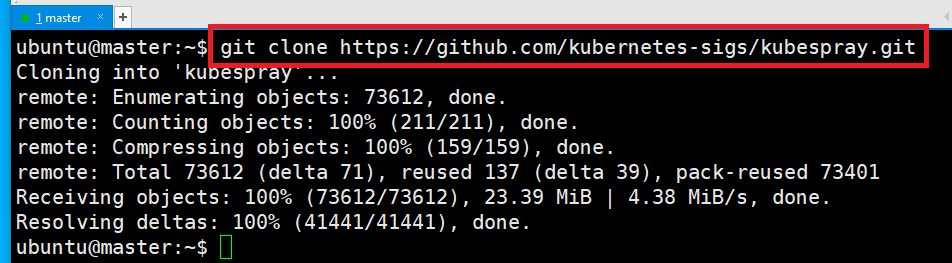 1 master
ubuntu@master:~$ git clone https://github.com/kubernetes-sigs/kubespray.git
Cloning into 'kubespray'...
remote: Enumerating objects: 73612, done.
remote: Counting objects: 100% (211/211), done.
remote: Compressing objects: 100% (159/159), done.
remote: Total 73612 (delta 71), reused 137 (delta 39), pack-reused 73401
Receiving objects: 100% (73612/73612), 23.39 MiB | 4.38 MiB/s, done.
Resolving deltas: 100% (41441/41441), done.
ubuntu@master:~$